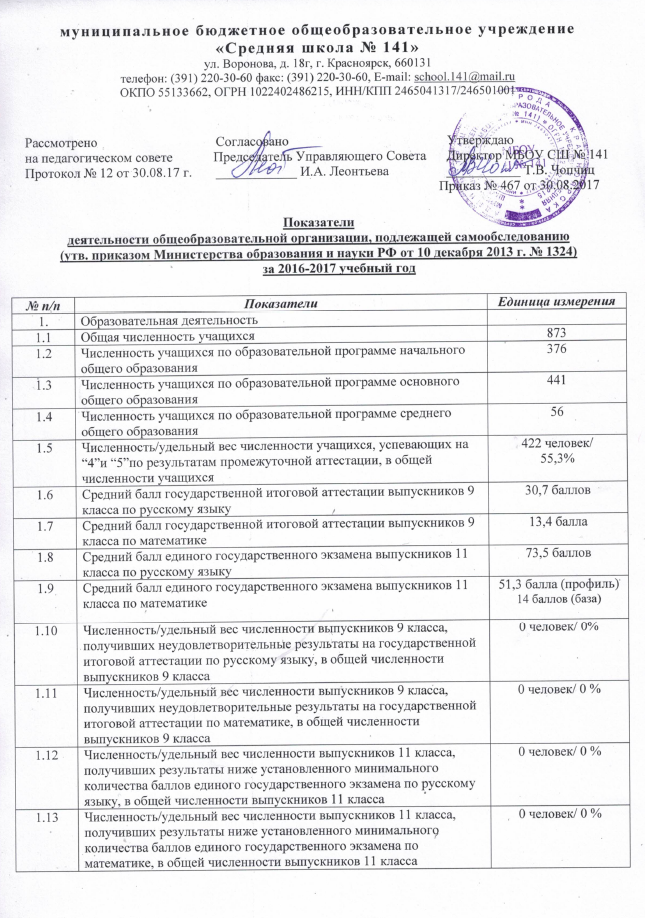 муниципальное бюджетное общеобразовательное учреждение
«Средняя школа № 141»
ул. Воронова, д. 18г, г. Красноярск, 660131
телефон: (391) 220-30-60 факс: (391) 220-30-60, E-mail: school.141@mail.ru
ОКПО 55133662, ОГРН 1022402486215, ИНН/КПП 2465041317/246501001
Рассмотрено Согласовано Утверждаю
на педагогическом совете Председатель Управляющего Совета Директор МБОУ СШ № 141
Протокол № 12 от 30.08.17 г. И.А. Леонтьева Т.В. Чопчиц
Приказ № 467 от 30.08.2017
Показатели
деятельности общеобразовательной организации, подлежащей самообследованию
(утв. приказом Министерства образования и науки РФ от 10 декабря 2013 г. № 1324)
за 2016-2017 учебный год
№ п/п Показатели Единица измерения
1. Образовательная деятельность
1.1 Общая численность учащихся 873
1.2 Численность учащихся по образовательной программе начального 376
общего образования
1.3 Численность учащихся по образовательной программе основного 441
общего образования
1.4 Численность учащихся по образовательной программе среднего 56
общего образования
1.5 Численность/удельный вес численности учащихся, успевающих на 422 человек/
“4”и “5”по результатам промежуточной аттестации, в общей 55,3%
численности учащихся
1.6 Средний балл государственной итоговой аттестации выпускников 9 30,7 баллов
класса по русскому языку
1.7 Средний балл государственной итоговой аттестации выпускников 9 13,4 балла
класса по математике
1.8 Средний балл единого государственного экзамена выпускников 11 73,5 баллов
класса по русскому языку
1.9 Средний балл единого государственного экзамена выпускников 11 51,3 балла (профиль)
класса по математике 14 баллов (база)
1.10 Численность/удельный вес численности выпускников 9 класса, 0 человек/ 0%
получивших неудовлетворительные результаты на государственной
итоговой аттестации по русскому языку, в общей численности
выпускников 9 класса
1.11 Численность/удельный вес численности выпускников 9 класса, 0 человек/ 0 %
получивших неудовлетворительные результаты на государственной
итоговой аттестации по математике, в общей численности
выпускников 9 класса
1.12 Численность/удельный вес численности выпускников 11 класса, 0 человек/ 0 %
получивших результаты ниже установленного минимального
количества баллов единого государственного экзамена по русскому
языку, в общей численности выпускников 11 класса
1.13 Численность/удельный вес численности выпускников 11 класса, 0 человек/ 0 %
получивших результаты ниже установленного минимального
количества баллов единого государственного экзамена по
математике, в общей численности выпускников 11 класса